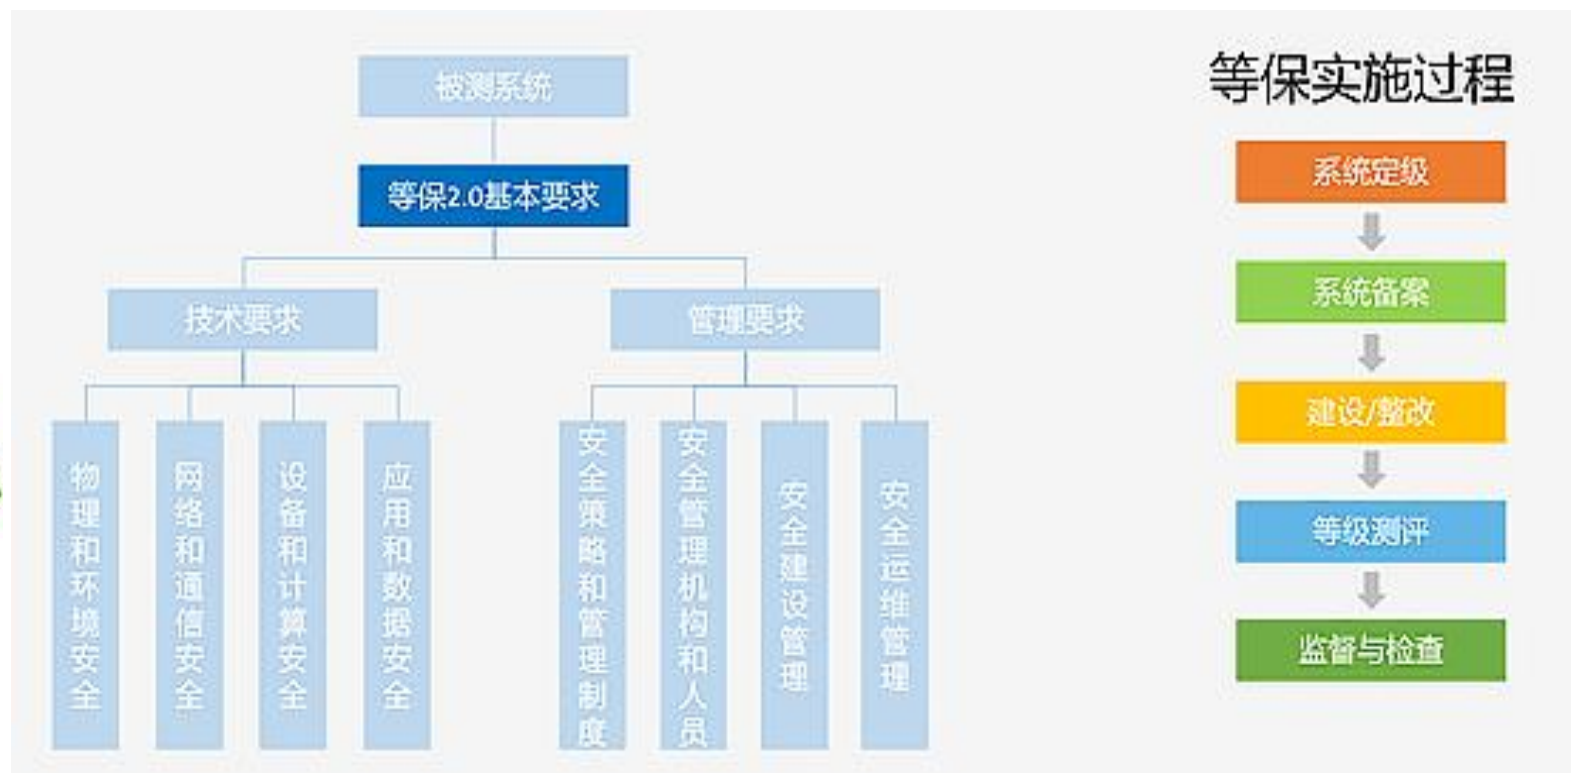 被测系统
等保2.0基本要求
技术要求
管理要求
物理和环境安全
网络和通信安全
设备和计算安全
应用和数据安全
安全策略和管理制度
安全管理机构和人员
安全建设管理
安全运维管理
等保实施过程
系统定级
系统备案
建设/整改
等级测评
监督与检查